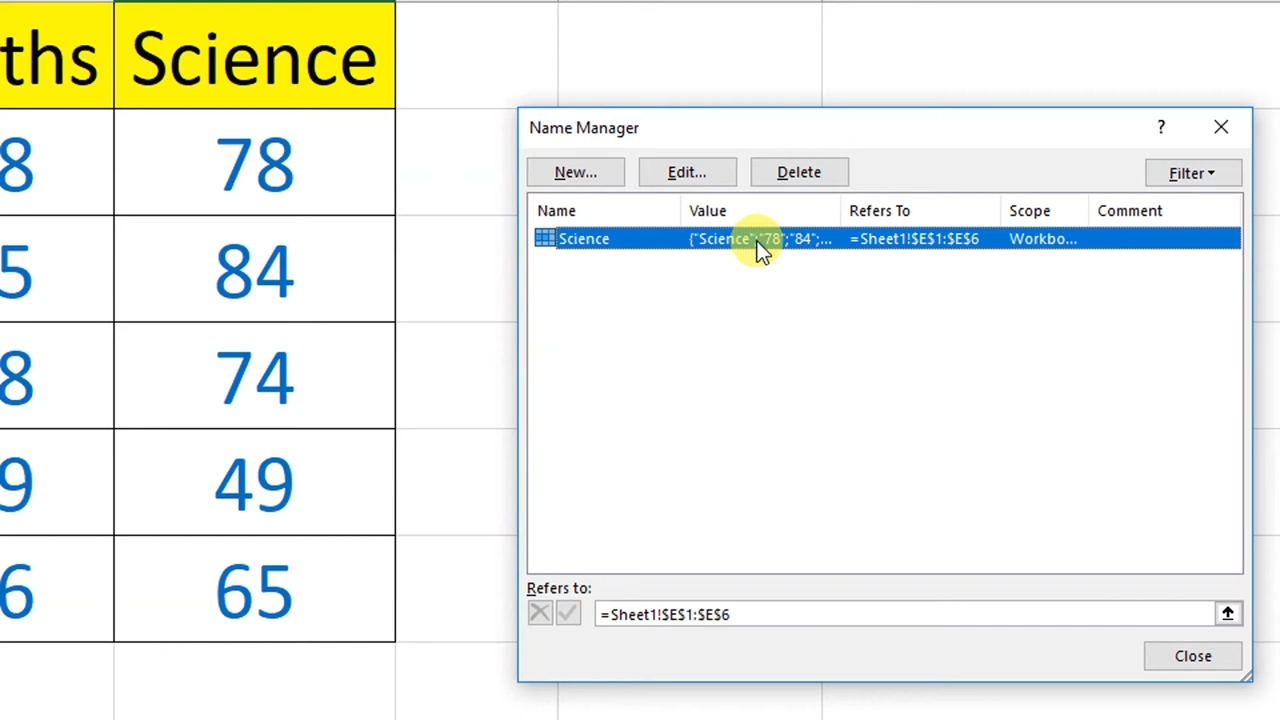 ths Science
8 78
5 84
8 74
9 49
6 65
Name Manager ?
New... Edit... Delete Filter
Name Value Refers To Scope Comment
Science {"Science";"78";"84";... =Sheet1!$E$1:$E$6 Workbo...
Refers to:
=Sheet1!$E$1:$E$6
Close